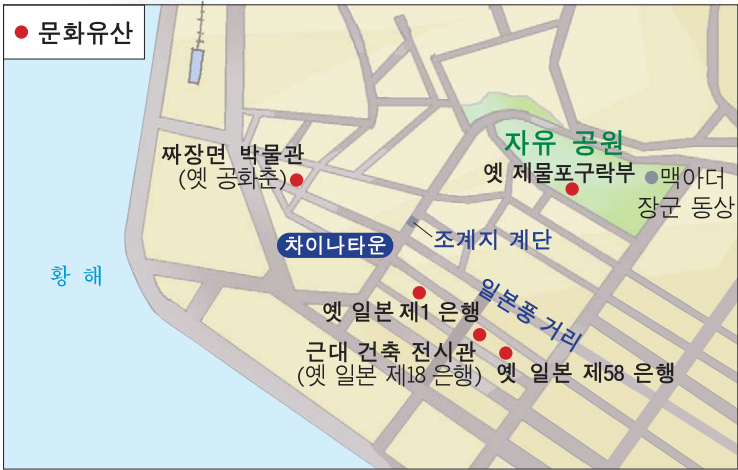 문화유산
짜장면 박물관
(옛 공화춘)
자유 공원
옛 제물포구락부
맥아더
장군 동상
차이나타운
조계지 계단
황 해
일본풍 거리
옛 일본 제1 은행
근대 건축 전시관
(옛 일본 제18 은행)
옛 일본 제58 은행